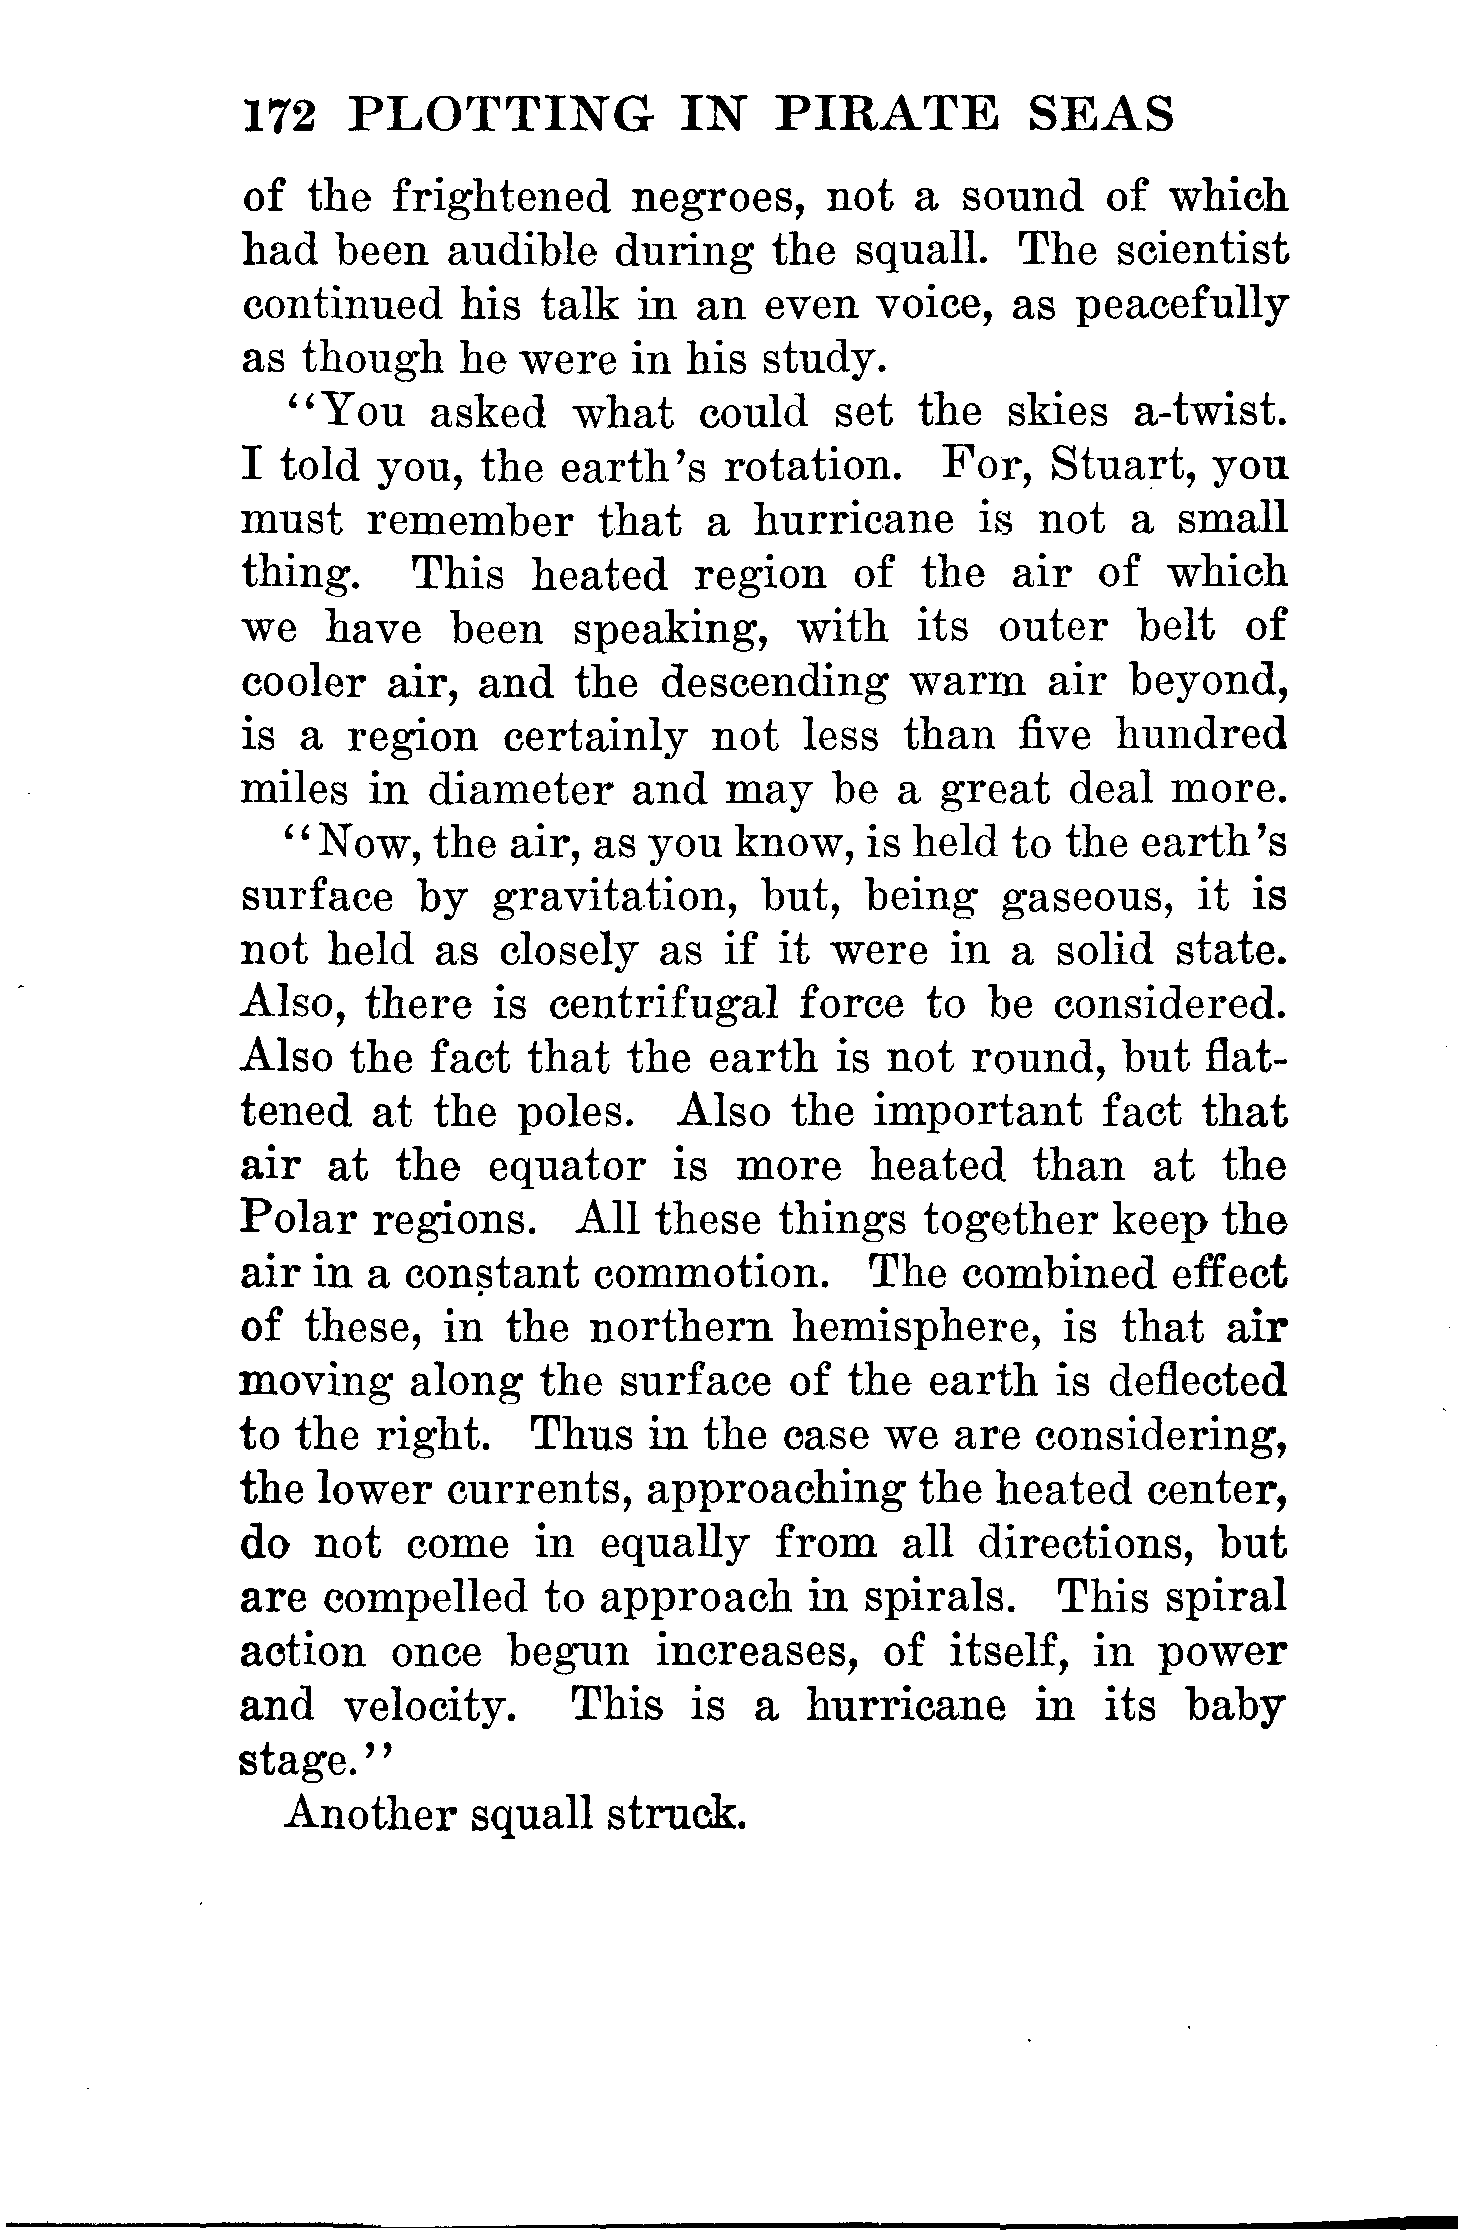 172 PLOTTING IN PIRATE SEAS
of the frightened negroes, not a sound of which
had been audible during the squall. The scientist
continued his talk in an even voice, as peacefully
as though he were in his study.
"You asked what could set the skies a-twist.
I told you, the earth's rotation. For, Stuart, you
must remember that a hurricane is not a small
thing. This heated region of the air of which
we have been speaking, with its outer belt of
cooler air, and the descending warm air beyond,
is a region certainly not less than five hundred
miles in diameter and may be a great deal more.
"Now, the air, as you know, is held to the earth's
surface by gravitation, but, being gaseous, it is
not held as closely as if it were in a solid state.
Also, there is centrifugal force to be considered.
Also the fact that the earth is not round, but flat-
tened at the poles. Also the important fact that
air at the equator is more heated than at the
Polar regions. All these things together keep the
air in a constant commotion. The combined effect
of these, in the northern hemisphere, is that air
moving along the surface of the earth is deflected
to the right. Thus in the case we are considering,
the lower currents, approaching the heated center,
do not come in equally from all directions, but
are compelled to approach in spirals. This spiral
action once begun increases, of itself, in power
and velocity. This is a hurricane in its baby
stage."
Another squall struck.